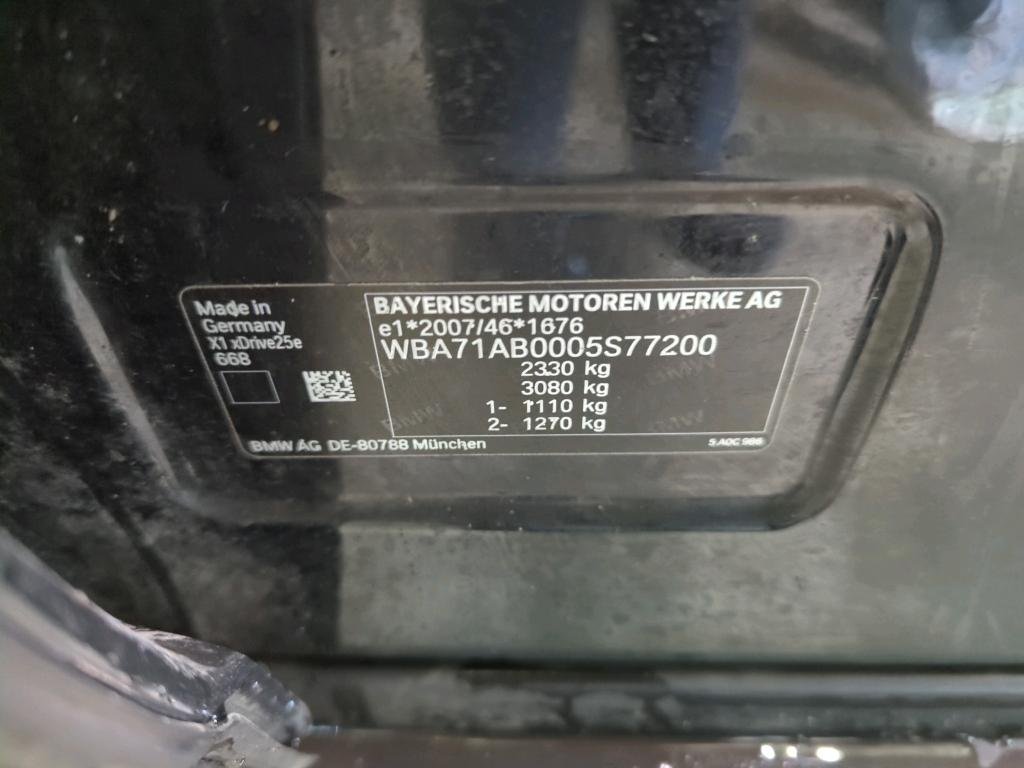 Made in
Germany
X1 xDrive25e
668
BAYERISCHE MOTOREN WERKE AG
e1*2007/46*1676
WBA71AB0005S77200
2330 kg
3080 kg
1- 1110 kg
2- 1270 kg
BMW AG DE-80788 München
5 A0C 986